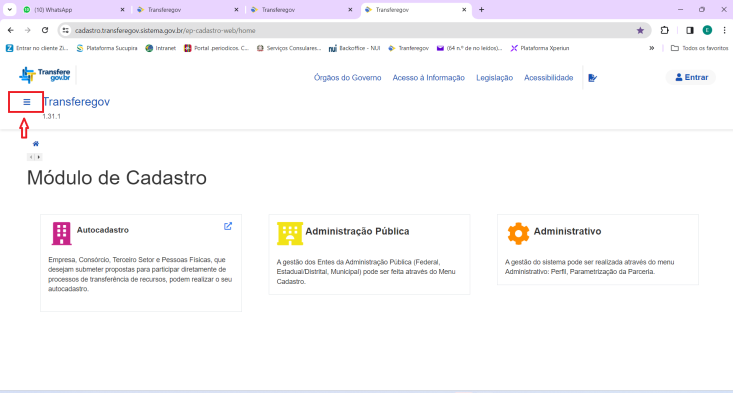 (10) WhatsApp
Transferegov
Transferegov
Transferegov
cadastro.transferegov.sistema.gov.br/ep-cadastro-web/home
Entrar no cliente Zi...
Plataforma Sucupira
Intranet
Portal .periodicos. C...
Serviços Consulares...
Backoffice - NUI
Tranferegov
(64 n.º de no leídos)...
Plataforma Xperiun
Todos os favoritos
Transfere
gov.br
Órgãos do Governo
Acesso à Informação
Legislação
Acessibilidade
Entrar
Transferegov
1.31.1
Módulo de Cadastro
Autocadastro
Empresa, Consórcio, Terceiro Setor e Pessoas Físicas, que
desejam submeter propostas para participar diretamente de
processos de transferência de recursos, podem realizar o seu
autocadastro.
Administração Pública
A gestão dos Entes da Administração Pública (Federal,
Estadual/Distrital, Municipal) pode ser feita através do Menu
Cadastro.
Administrativo
A gestão do sistema pode ser realizada através do menu
Administrativo: Perfil, Parametrização da Parceria.